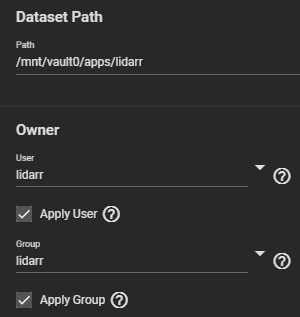 Dataset Path
Path
/mnt/vault0/apps/lidarr
Owner
User
lidarr
Apply User
Group
lidarr
Apply Group